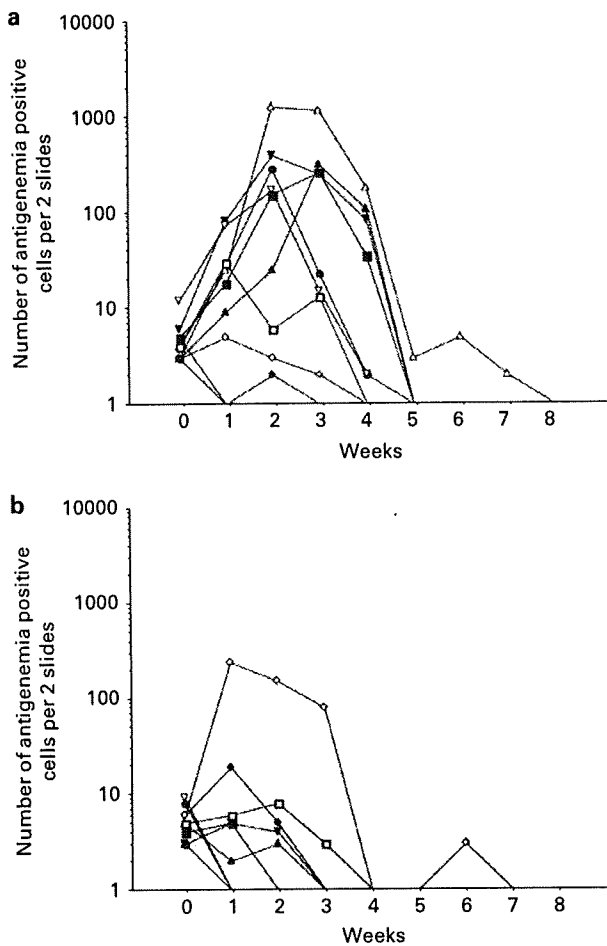 a
Number of antigenemia positive
cells per 2 slides
10000
1000
100
10
1
0 1 2 3 4 5 6 7 8
Weeks
b
Number of antigenemia positive
cells per 2 slides
10000
1000
100
10
1
0 1 2 3 4 5 6 7 8
Weeks